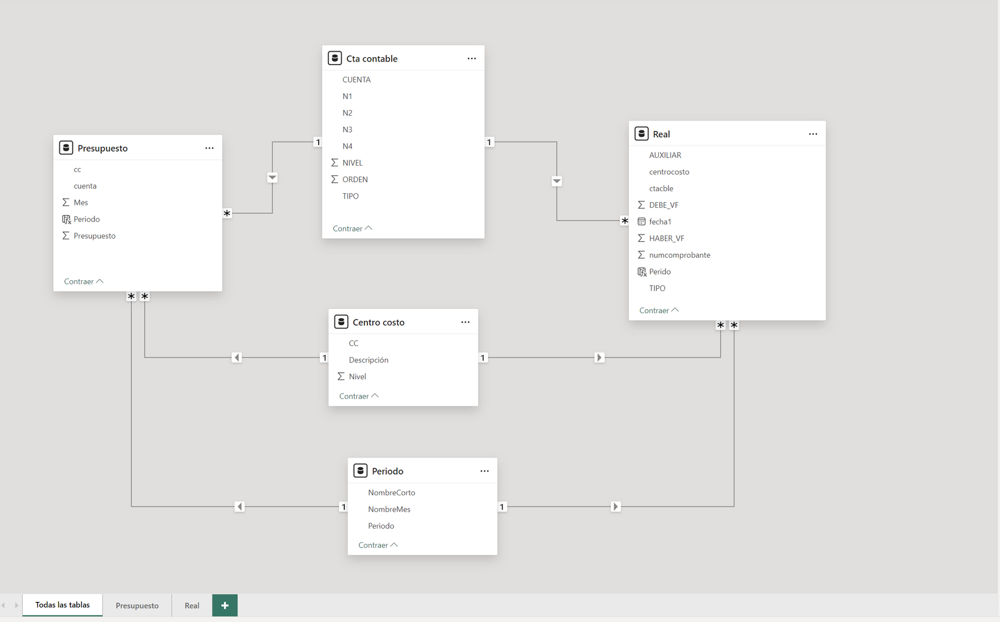 Cta contable
CUENTA
N1
N2
N3
N4
NIVEL
ORDEN
TIPO
Contraer
Presupuesto
cc
cuenta
Mes
Periodo
Presupuesto
Contraer
Real
AUXILIAR
centrocosto
ctacble
DEBE_VF
fecha1
HABER_VF
numcomprobante
Perido
TIPO
Contraer
1
1
*
*
*
*
*
*
Centro costo
CC
Descripción
Nivel
Contraer
1
1
Periodo
NombreCorto
NombreMes
Periodo
Contraer
1
1
Todas las tablas
Presupuesto
Real
+